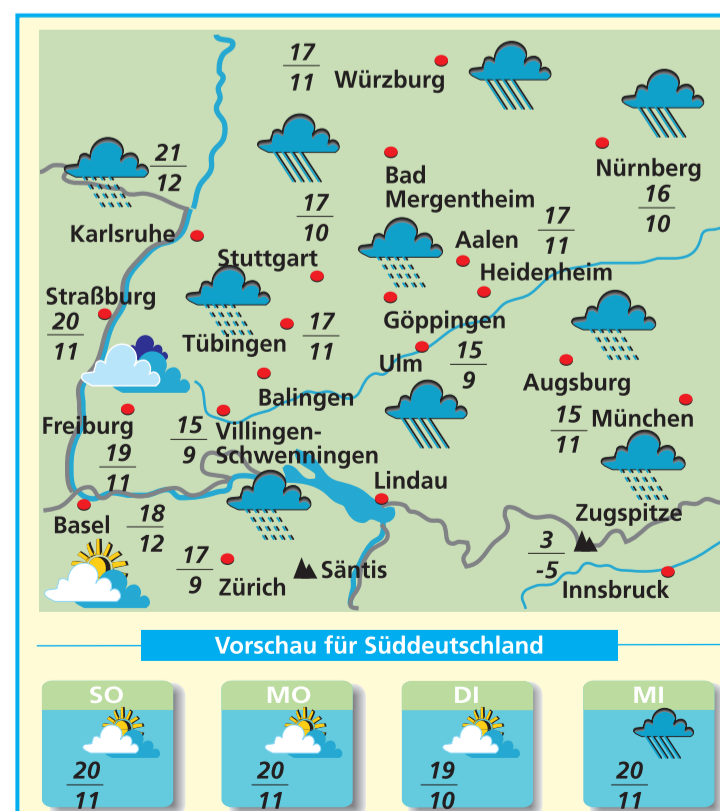 17
11
Würzburg
Nürnberg
16
10
21
12
17
10
Bad
Mergentheim
Karlsruhe
Stuttgart
Aalen
17
11
Heidenheim
Straßburg
20
11
Tübingen
17
11
Göppingen
Ulm
15
9
Augsburg
Balingen
Freiburg
19
11
15
9
Villingen-
Schwenningen
15
11
München
Lindau
Basel
18
12
Zugspitze
3
-5
17
9
Zürich
Säntis
Innsbruck
Vorschau für Süddeutschland
SO
MO
DI
MI
20
11
20
11
19
10
20
11